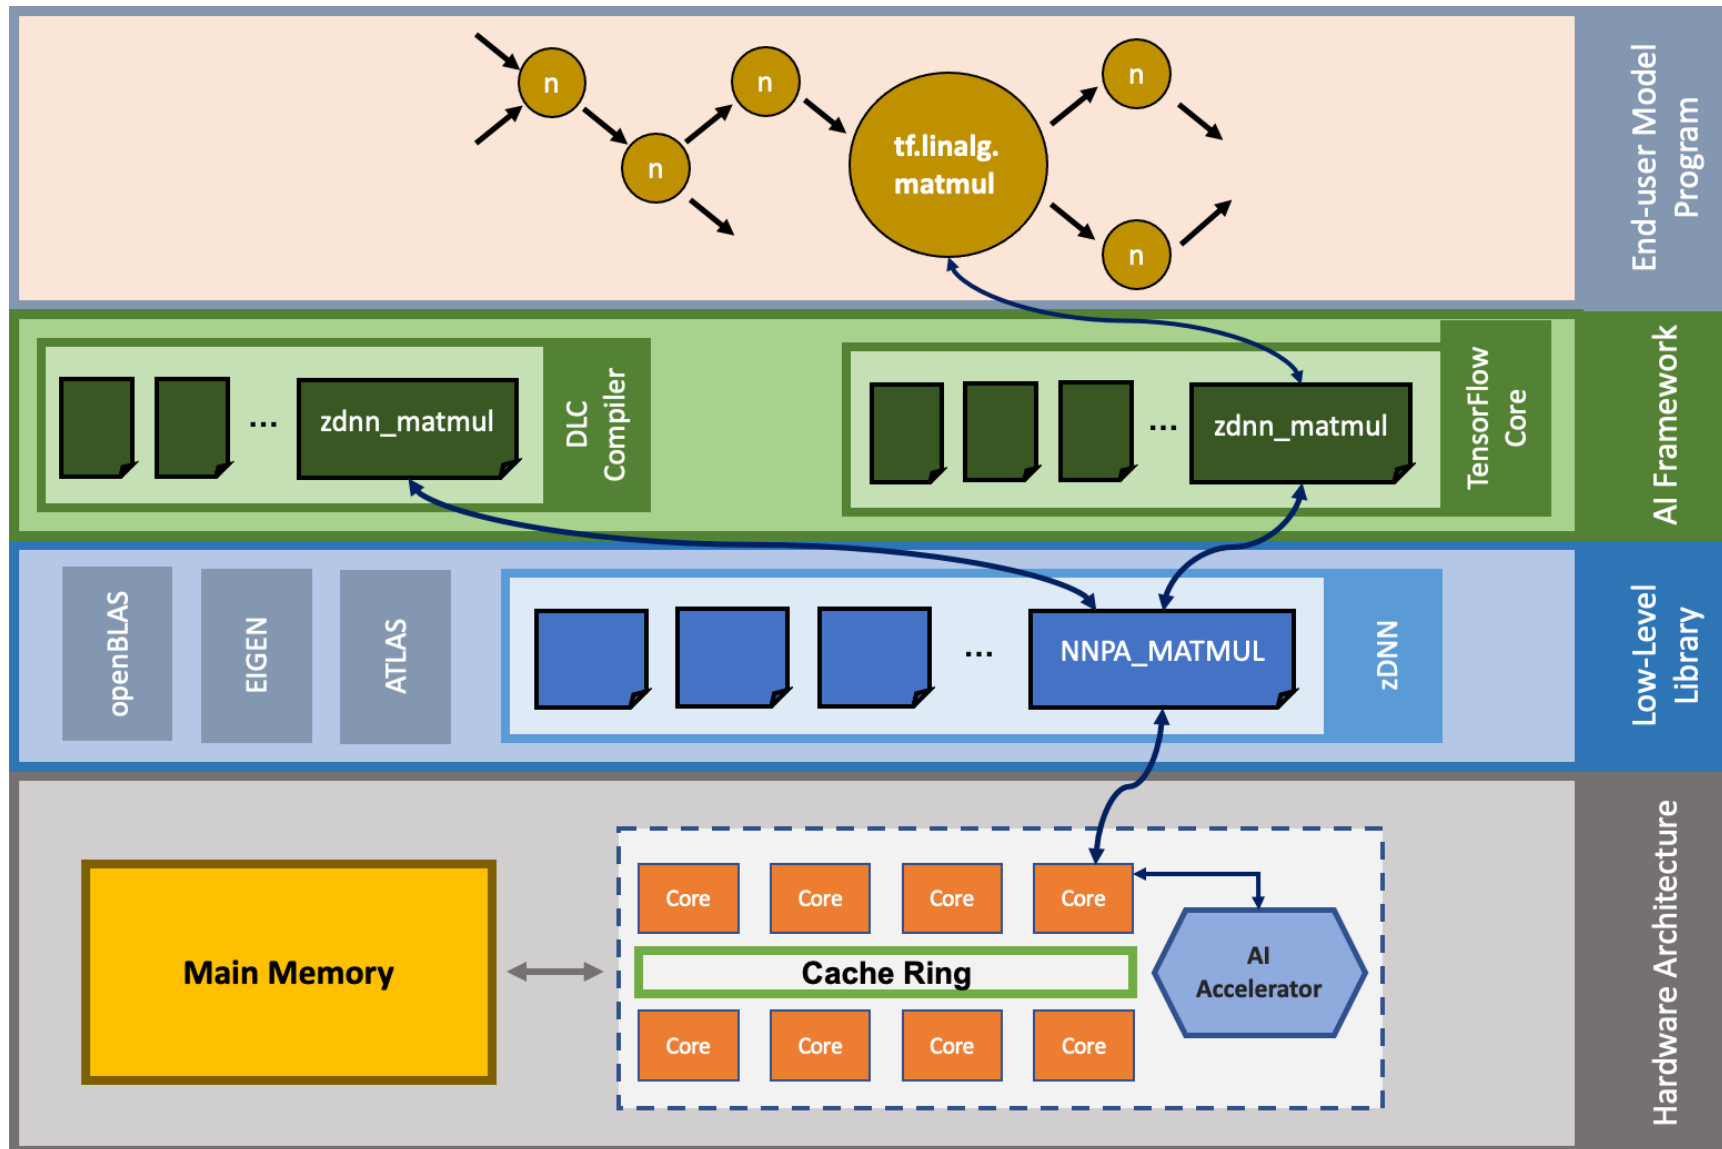 n
n
n
tf.linalg.
matmul
n
n
End-user Model
Program
zdnn_matmul
...
DLC
Compiler
...
zdnn_matmul
TensorFlow
Core
AI Framework
openBLAS
EIGEN
ATLAS
...
NNPA_MATMUL
zDNN
Low-Level
Library
Main Memory
Core
Core
Core
Core
Cache Ring
Core
Core
Core
Core
AI
Accelerator
Hardware Architecture